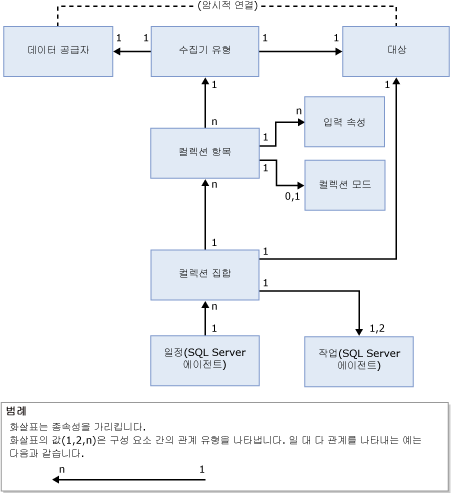 (암시적 연결)
데이터 공급자
1
1
수집기 유형
1
1
대상
1
1
n
컬렉션 항목
1
n
입력 속성
1
0,1
컬렉션 모드
n
1
컬렉션 집합
1
1
n
1
1,2
일정(SQL Server
에이전트)
작업(SQL Server
에이전트)
범례
화살표는 종속성을 가리킵니다.
화살표의 값(1,2,n)은 구성 요소 간의 관계 유형을 나타냅니다. 일 대 다 관계를 나타내는 예는
다음과 같습니다.
n
1